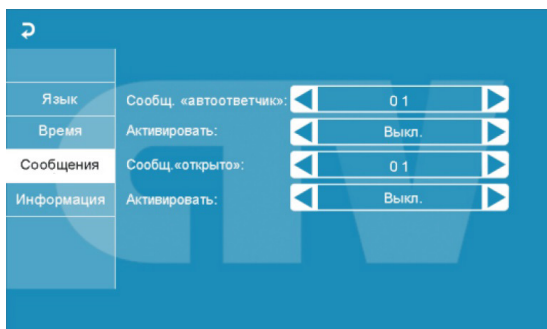 Язык
Сообщ. «автоответчик»: 0 1
Время
Активировать: Выкл.
Сообщения
Сообщ.«открыто»: 0 1
Информация
Активировать: Выкл.